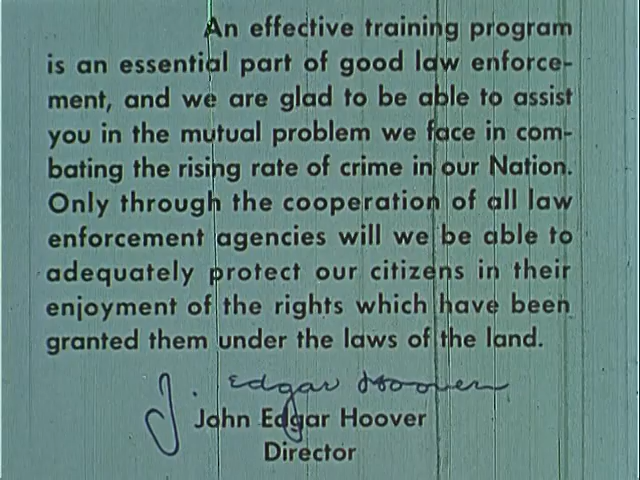 An effective training program
is an essential part of good law enforce-
ment, and we are glad to be able to assist
you in the mutual problem we face in com-
bating the rising rate of crime in our Nation.
Only through the cooperation of all law
enforcement agencies will we be able to
adequately protect our citizens in their
enjoyment of the rights which have been
granted them under the laws of the land.
J. Edgar Hoover
John Edgar Hoover
Director